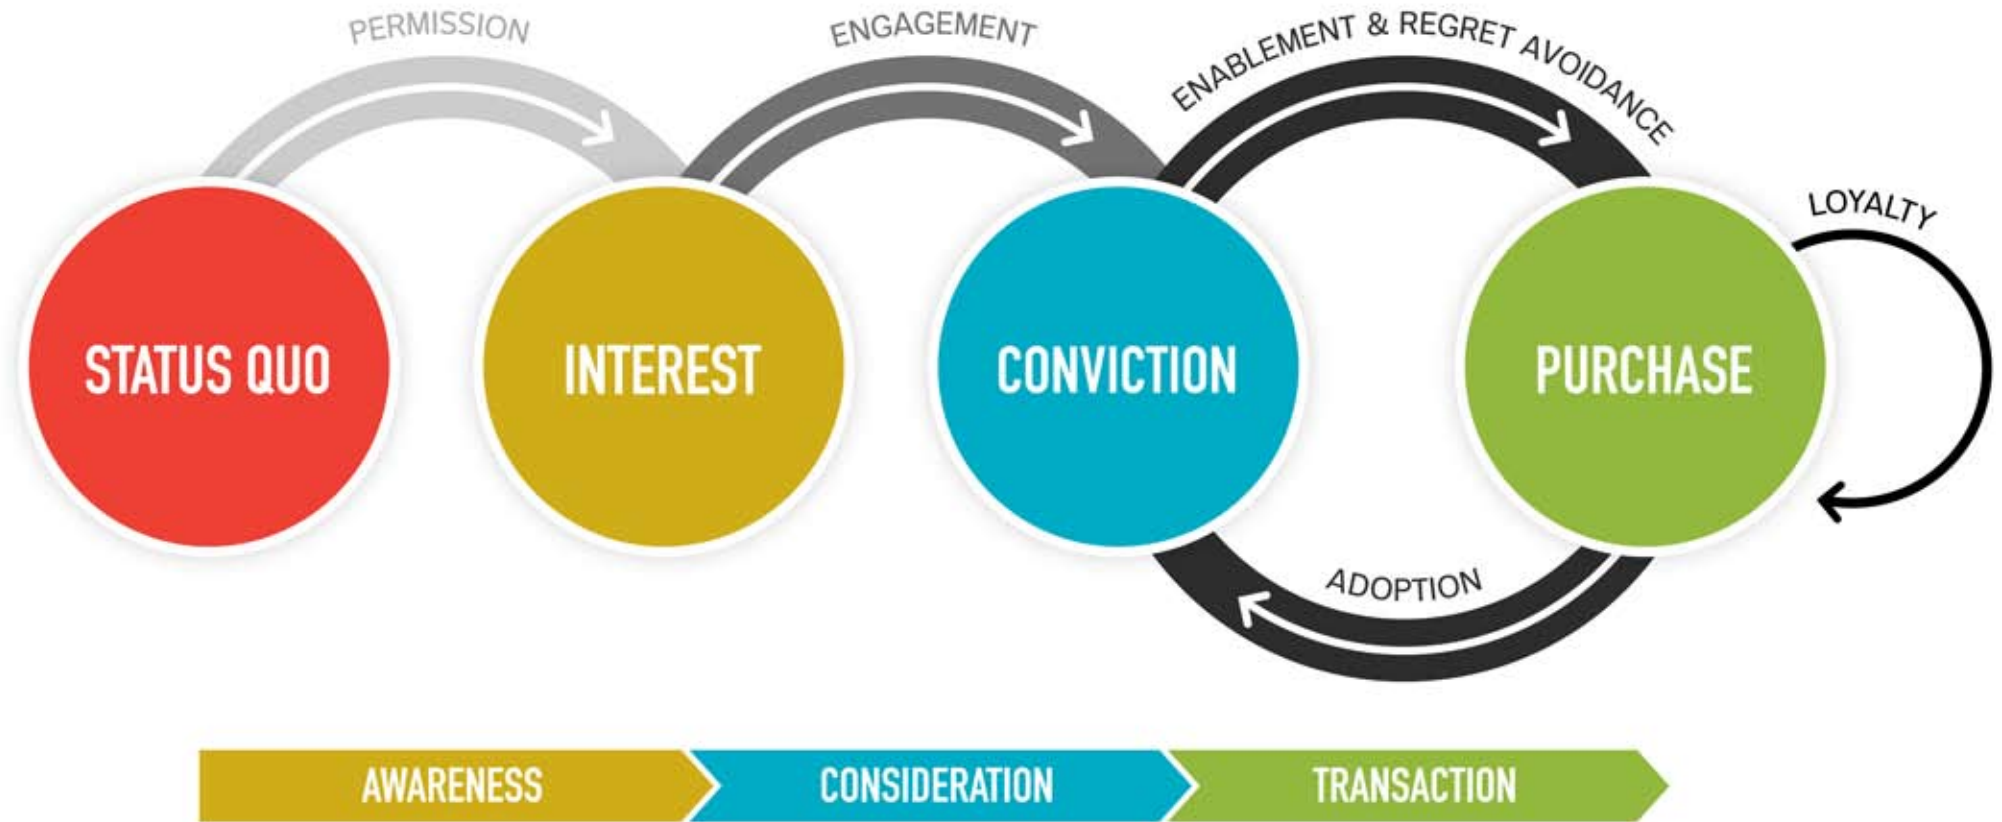 PERMISSION
ENGAGEMENT
ENABLEMENT & REGRET AVOIDANCE
LOYALTY
STATUS QUO
INTEREST
CONVICTION
PURCHASE
ADOPTION
AWARENESS
CONSIDERATION
TRANSACTION